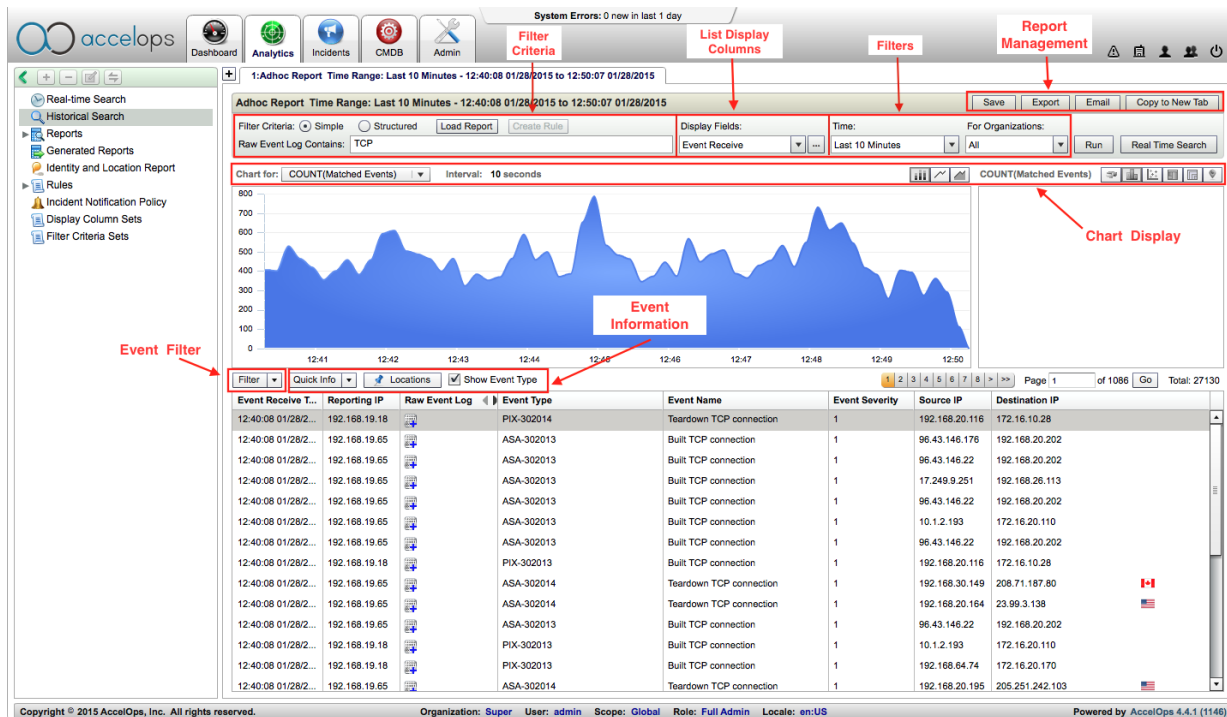 System Errors: 0 new in last 1 day
accelops
Dashboard Analytics Incidents CMDB Admin
Filter Criteria
List Display Columns
Filters
Report Management
1:Adhoc Report Time Range: Last 10 Minutes - 12:40:08 01/28/2015 to 12:50:07 01/28/2015
Real-time Search
Historical Search
Reports
Generated Reports
Identity and Location Report
Rules
Incident Notification Policy
Display Column Sets
Filter Criteria Sets
Adhoc Report Time Range: Last 10 Minutes - 12:40:08 01/28/2015 to 12:50:07 01/28/2015
Save Export Email Copy to New Tab
Filter Criteria: Simple Structured Load Report Create Rule Display Fields: Time: For Organizations:
Raw Event Log Contains: TCP Event Receive ... Last 10 Minutes All Run Real Time Search
Chart for: COUNT(Matched Events) Interval: 10 seconds COUNT(Matched Events)
800
700
600
500
400
300
200
100
0
12:41 12:42 12:43 12:44 12:45 12:46 12:47 12:48 12:49 12:50
Chart Display
Event Information
Event Filter
Filter Quick Info Locations Show Event Type 1 2 3 4 5 6 7 8 > >> Page 1 of 1086 Go Total: 27130
Event Receive T... Reporting IP Raw Event Log Event Type Event Name Event Severity Source IP Destination IP
12:40:08 01/28/2... 192.168.19.18 PIX-302014 Teardown TCP connection 1 192.168.20.116 172.16.10.28
12:40:08 01/28/2... 192.168.19.65 ASA-302013 Built TCP connection 1 96.43.146.176 192.168.20.202
12:40:08 01/28/2... 192.168.19.65 ASA-302013 Built TCP connection 1 96.43.146.22 192.168.20.202
12:40:08 01/28/2... 192.168.19.65 ASA-302013 Built TCP connection 1 17.249.9.251 192.168.26.113
12:40:08 01/28/2... 192.168.19.65 ASA-302013 Built TCP connection 1 96.43.146.22 192.168.20.202
12:40:08 01/28/2... 192.168.19.65 ASA-302013 Built TCP connection 1 10.1.2.193 172.16.20.110
12:40:08 01/28/2... 192.168.19.65 ASA-302013 Built TCP connection 1 96.43.146.22 192.168.20.202
12:40:08 01/28/2... 192.168.19.18 PIX-302013 Built TCP connection 1 192.168.20.116 172.16.10.28
12:40:08 01/28/2... 192.168.19.65 ASA-302014 Teardown TCP connection 1 192.168.30.149 208.71.187.80
12:40:08 01/28/2... 192.168.19.65 ASA-302014 Teardown TCP connection 1 192.168.20.164 23.99.3.138
12:40:08 01/28/2... 192.168.19.65 ASA-302013 Built TCP connection 1 96.43.146.22 192.168.20.202
12:40:08 01/28/2... 192.168.19.18 PIX-302013 Built TCP connection 1 10.1.2.193 172.16.20.110
12:40:08 01/28/2... 192.168.19.18 PIX-302013 Built TCP connection 1 192.168.64.74 172.16.20.170
12:40:08 01/28/2... 192.168.19.65 ASA-302014 Teardown TCP connection 1 192.168.20.195 205.251.242.103
Copyright © 2015 AccelOps, Inc. All rights reserved. Organization: Super User: admin Scope: Global Role: Full Admin Locale: en:US Powered by AccelOps 4.4.1 (1146)